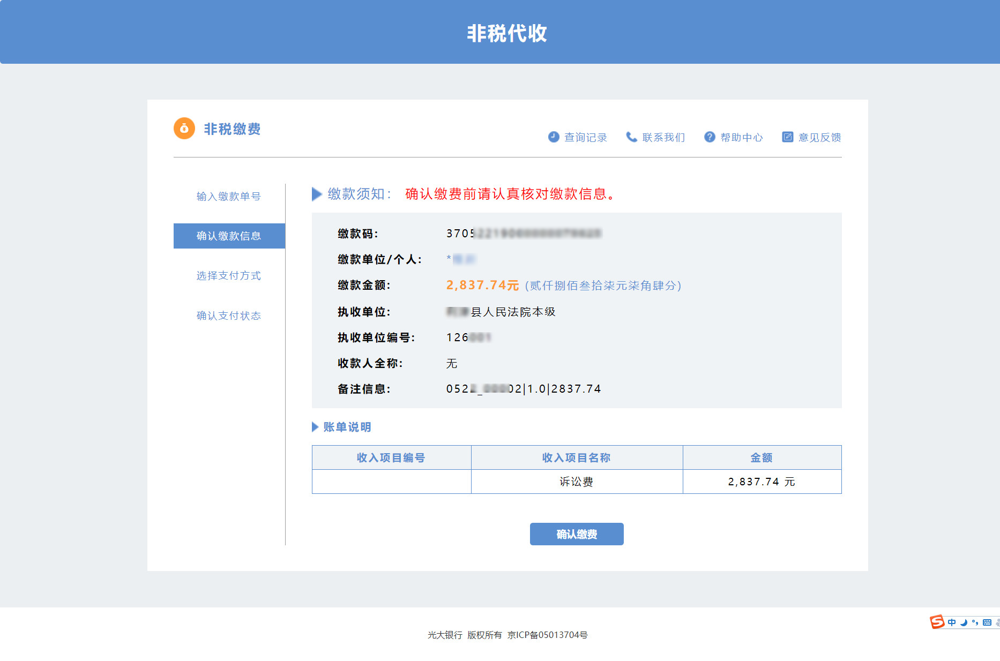 非税代收
非税缴费
查询记录 联系我们 帮助中心 意见反馈
输入缴款单号
确认缴款信息
选择支付方式
确认支付状态
缴款须知： 确认缴费前请认真核对缴款信息。
缴款码: 3705
缴款单位/个人: *
缴款金额: 2,837.74元 (贰仟捌佰叁拾柒元柒角肆分)
执收单位: 县人民法院本级
执收单位编号: 126
收款人全称: 无
备注信息: 052 _ 02|1.0|2837.74
账单说明
收入项目编号 收入项目名称 金额
诉讼费 2,837.74 元
确认缴费
中
光大银行 版权所有 京ICP备05013704号